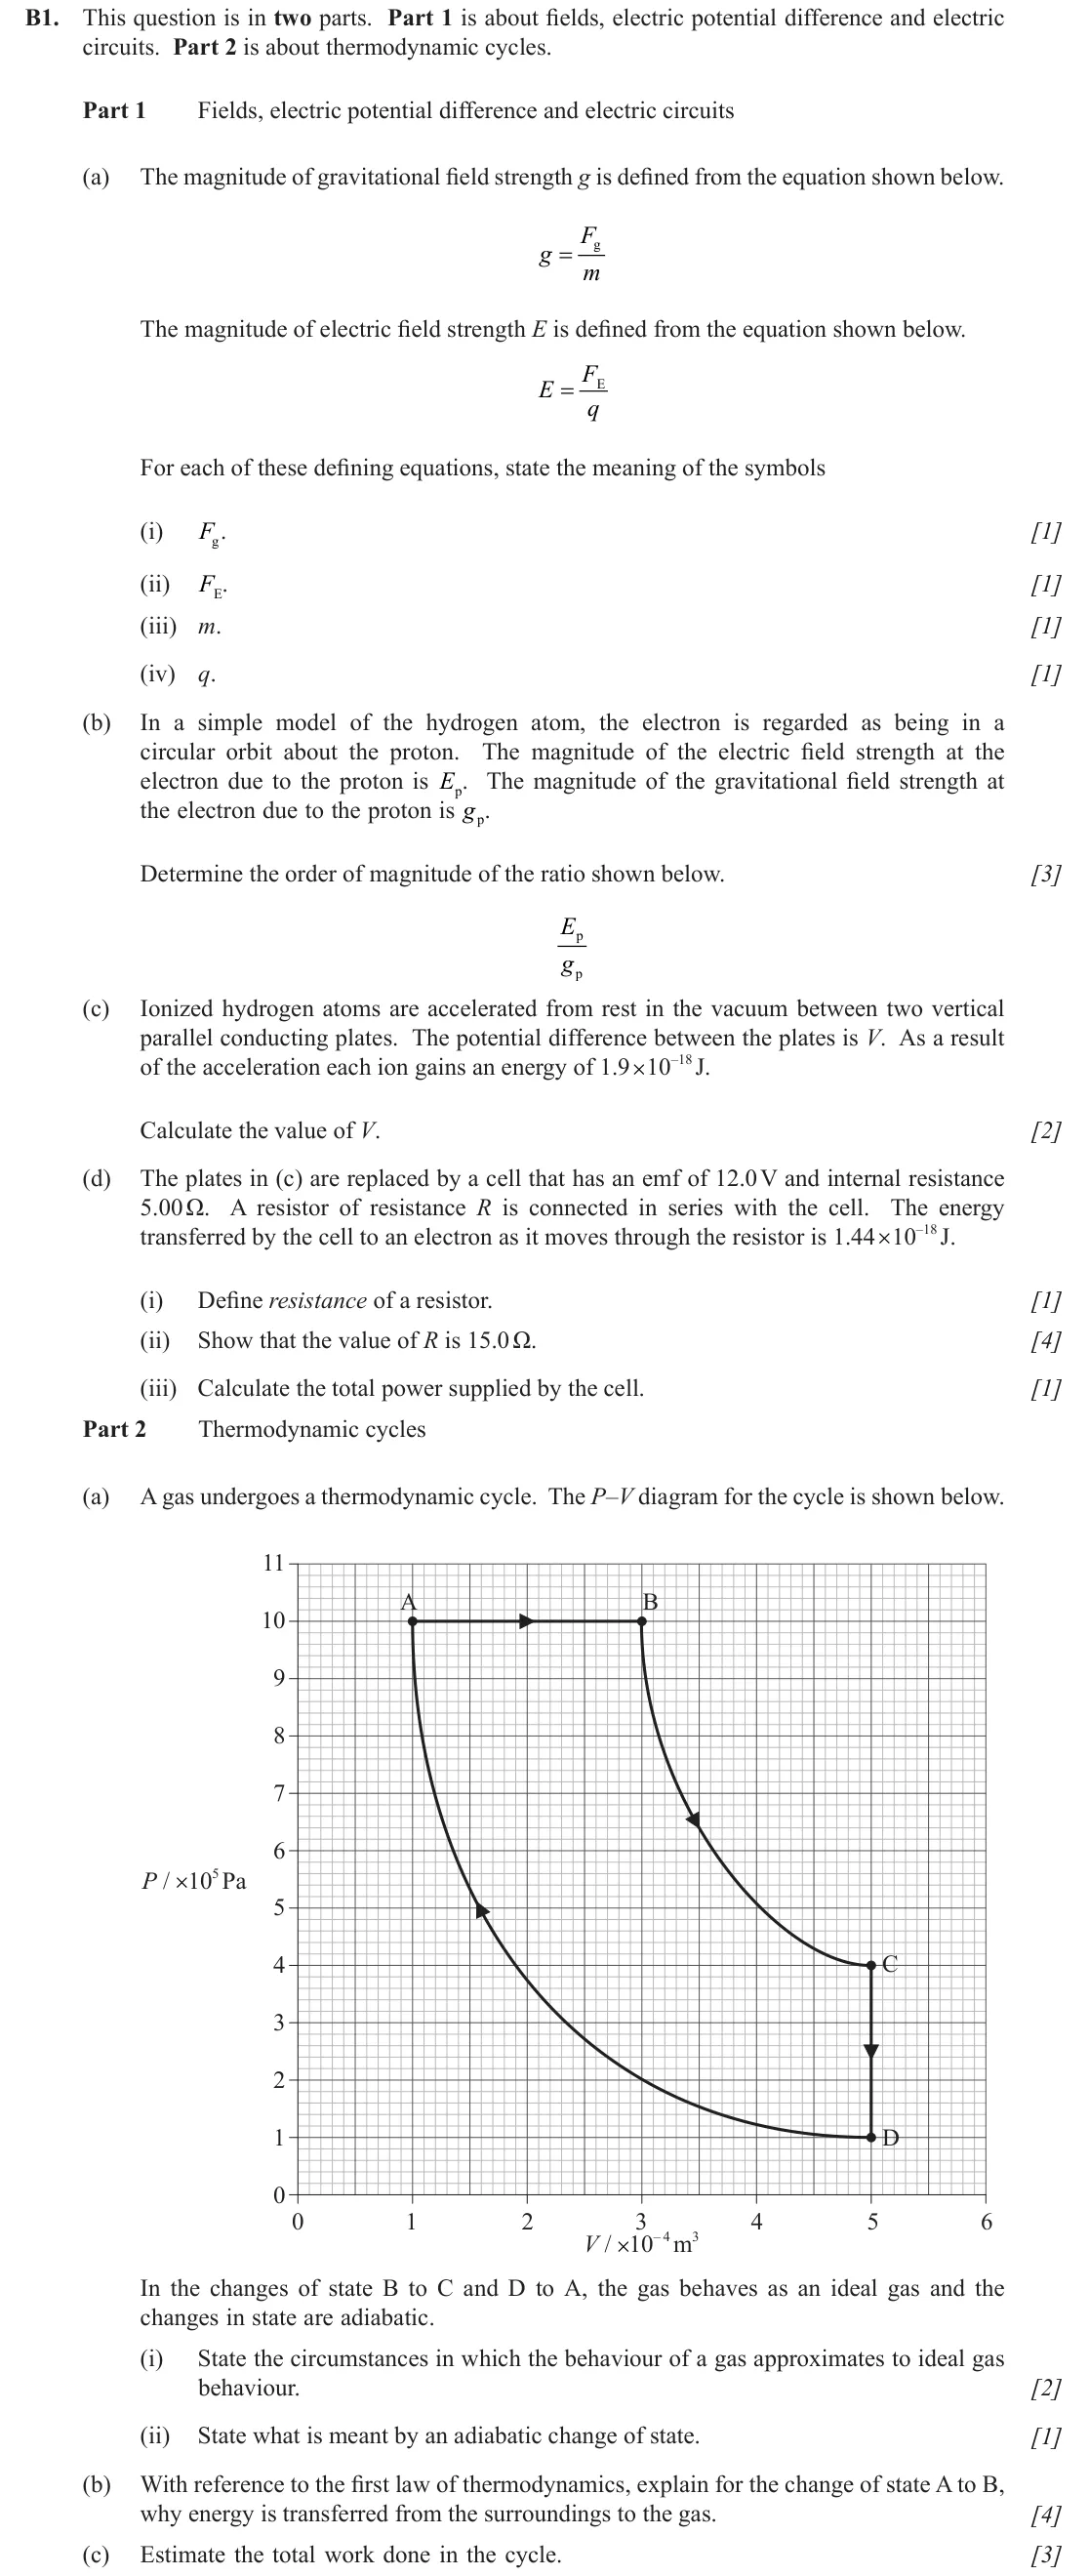 B1. This question is in two parts. Part 1 is about fields, electric potential difference and electric
circuits. Part 2 is about thermodynamic cycles.
Part 1 Fields, electric potential difference and electric circuits
(a) The magnitude of gravitational field strength g is defined from the equation shown below.
g = F_g / m
The magnitude of electric field strength E is defined from the equation shown below.
E = F_E / q
For each of these defining equations, state the meaning of the symbols
(i) F_g. [1]
(ii) F_E. [1]
(iii) m. [1]
(iv) q. [1]
(b) In a simple model of the hydrogen atom, the electron is regarded as being in a
circular orbit about the proton. The magnitude of the electric field strength at the
electron due to the proton is E_p. The magnitude of the gravitational field strength at
the electron due to the proton is g_p.
Determine the order of magnitude of the ratio shown below. [3]
E_p / g_p
(c) Ionized hydrogen atoms are accelerated from rest in the vacuum between two vertical
parallel conducting plates. The potential difference between the plates is V. As a result
of the acceleration each ion gains an energy of 1.9×10⁻¹⁸ J.
Calculate the value of V. [2]
(d) The plates in (c) are replaced by a cell that has an emf of 12.0 V and internal resistance
5.00 Ω. A resistor of resistance R is connected in series with the cell. The energy
transferred by the cell to an electron as it moves through the resistor is 1.44×10⁻¹⁸ J.
(i) Define resistance of a resistor. [1]
(ii) Show that the value of R is 15.0 Ω. [4]
(iii) Calculate the total power supplied by the cell. [1]
Part 2 Thermodynamic cycles
(a) A gas undergoes a thermodynamic cycle. The P–V diagram for the cycle is shown below.
11
A B
10
9
8
7
6
P / ×10⁵ Pa
5
4 C
3
2
1 D
0
0 1 2 3 4 5 6
V / ×10⁻⁴ m³
In the changes of state B to C and D to A, the gas behaves as an ideal gas and the
changes in state are adiabatic.
(i) State the circumstances in which the behaviour of a gas approximates to ideal gas
behaviour. [2]
(ii) State what is meant by an adiabatic change of state. [1]
(b) With reference to the first law of thermodynamics, explain for the change of state A to B,
why energy is transferred from the surroundings to the gas. [4]
(c) Estimate the total work done in the cycle. [3]